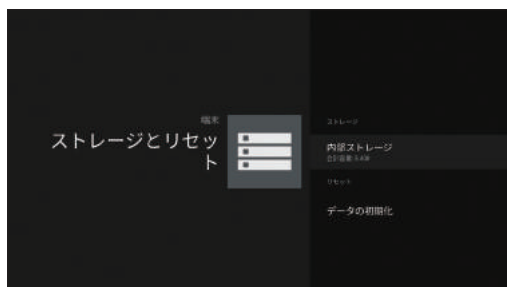 端末
ストレージとリセッ
ト
ストレージ
内部ストレージ
リセット
データの初期化